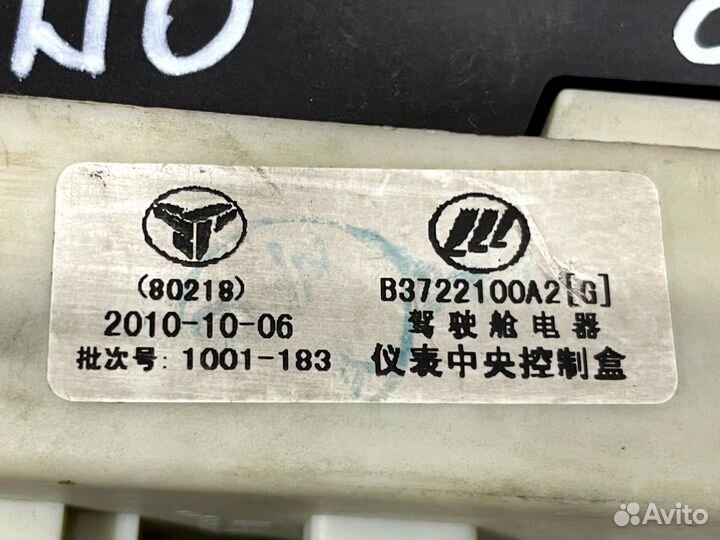 (80218)
2010-10-06
批次号: 1001-183
B3722100A2[G]
驾驶舱电器
仪表中央控制盒
Avito